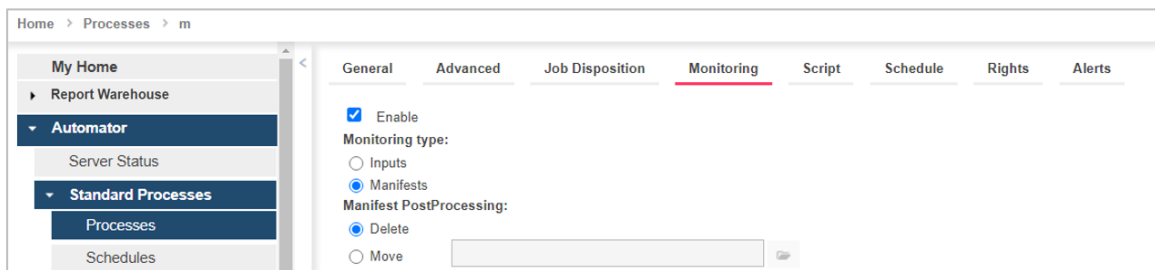 Home > Processes > m
My Home
Report Warehouse
Automator
Server Status
Standard Processes
Processes
Schedules
General Advanced Job Disposition Monitoring Script Schedule Rights Alerts
Enable
Monitoring type:
Inputs
Manifests
Manifest PostProcessing:
Delete
Move